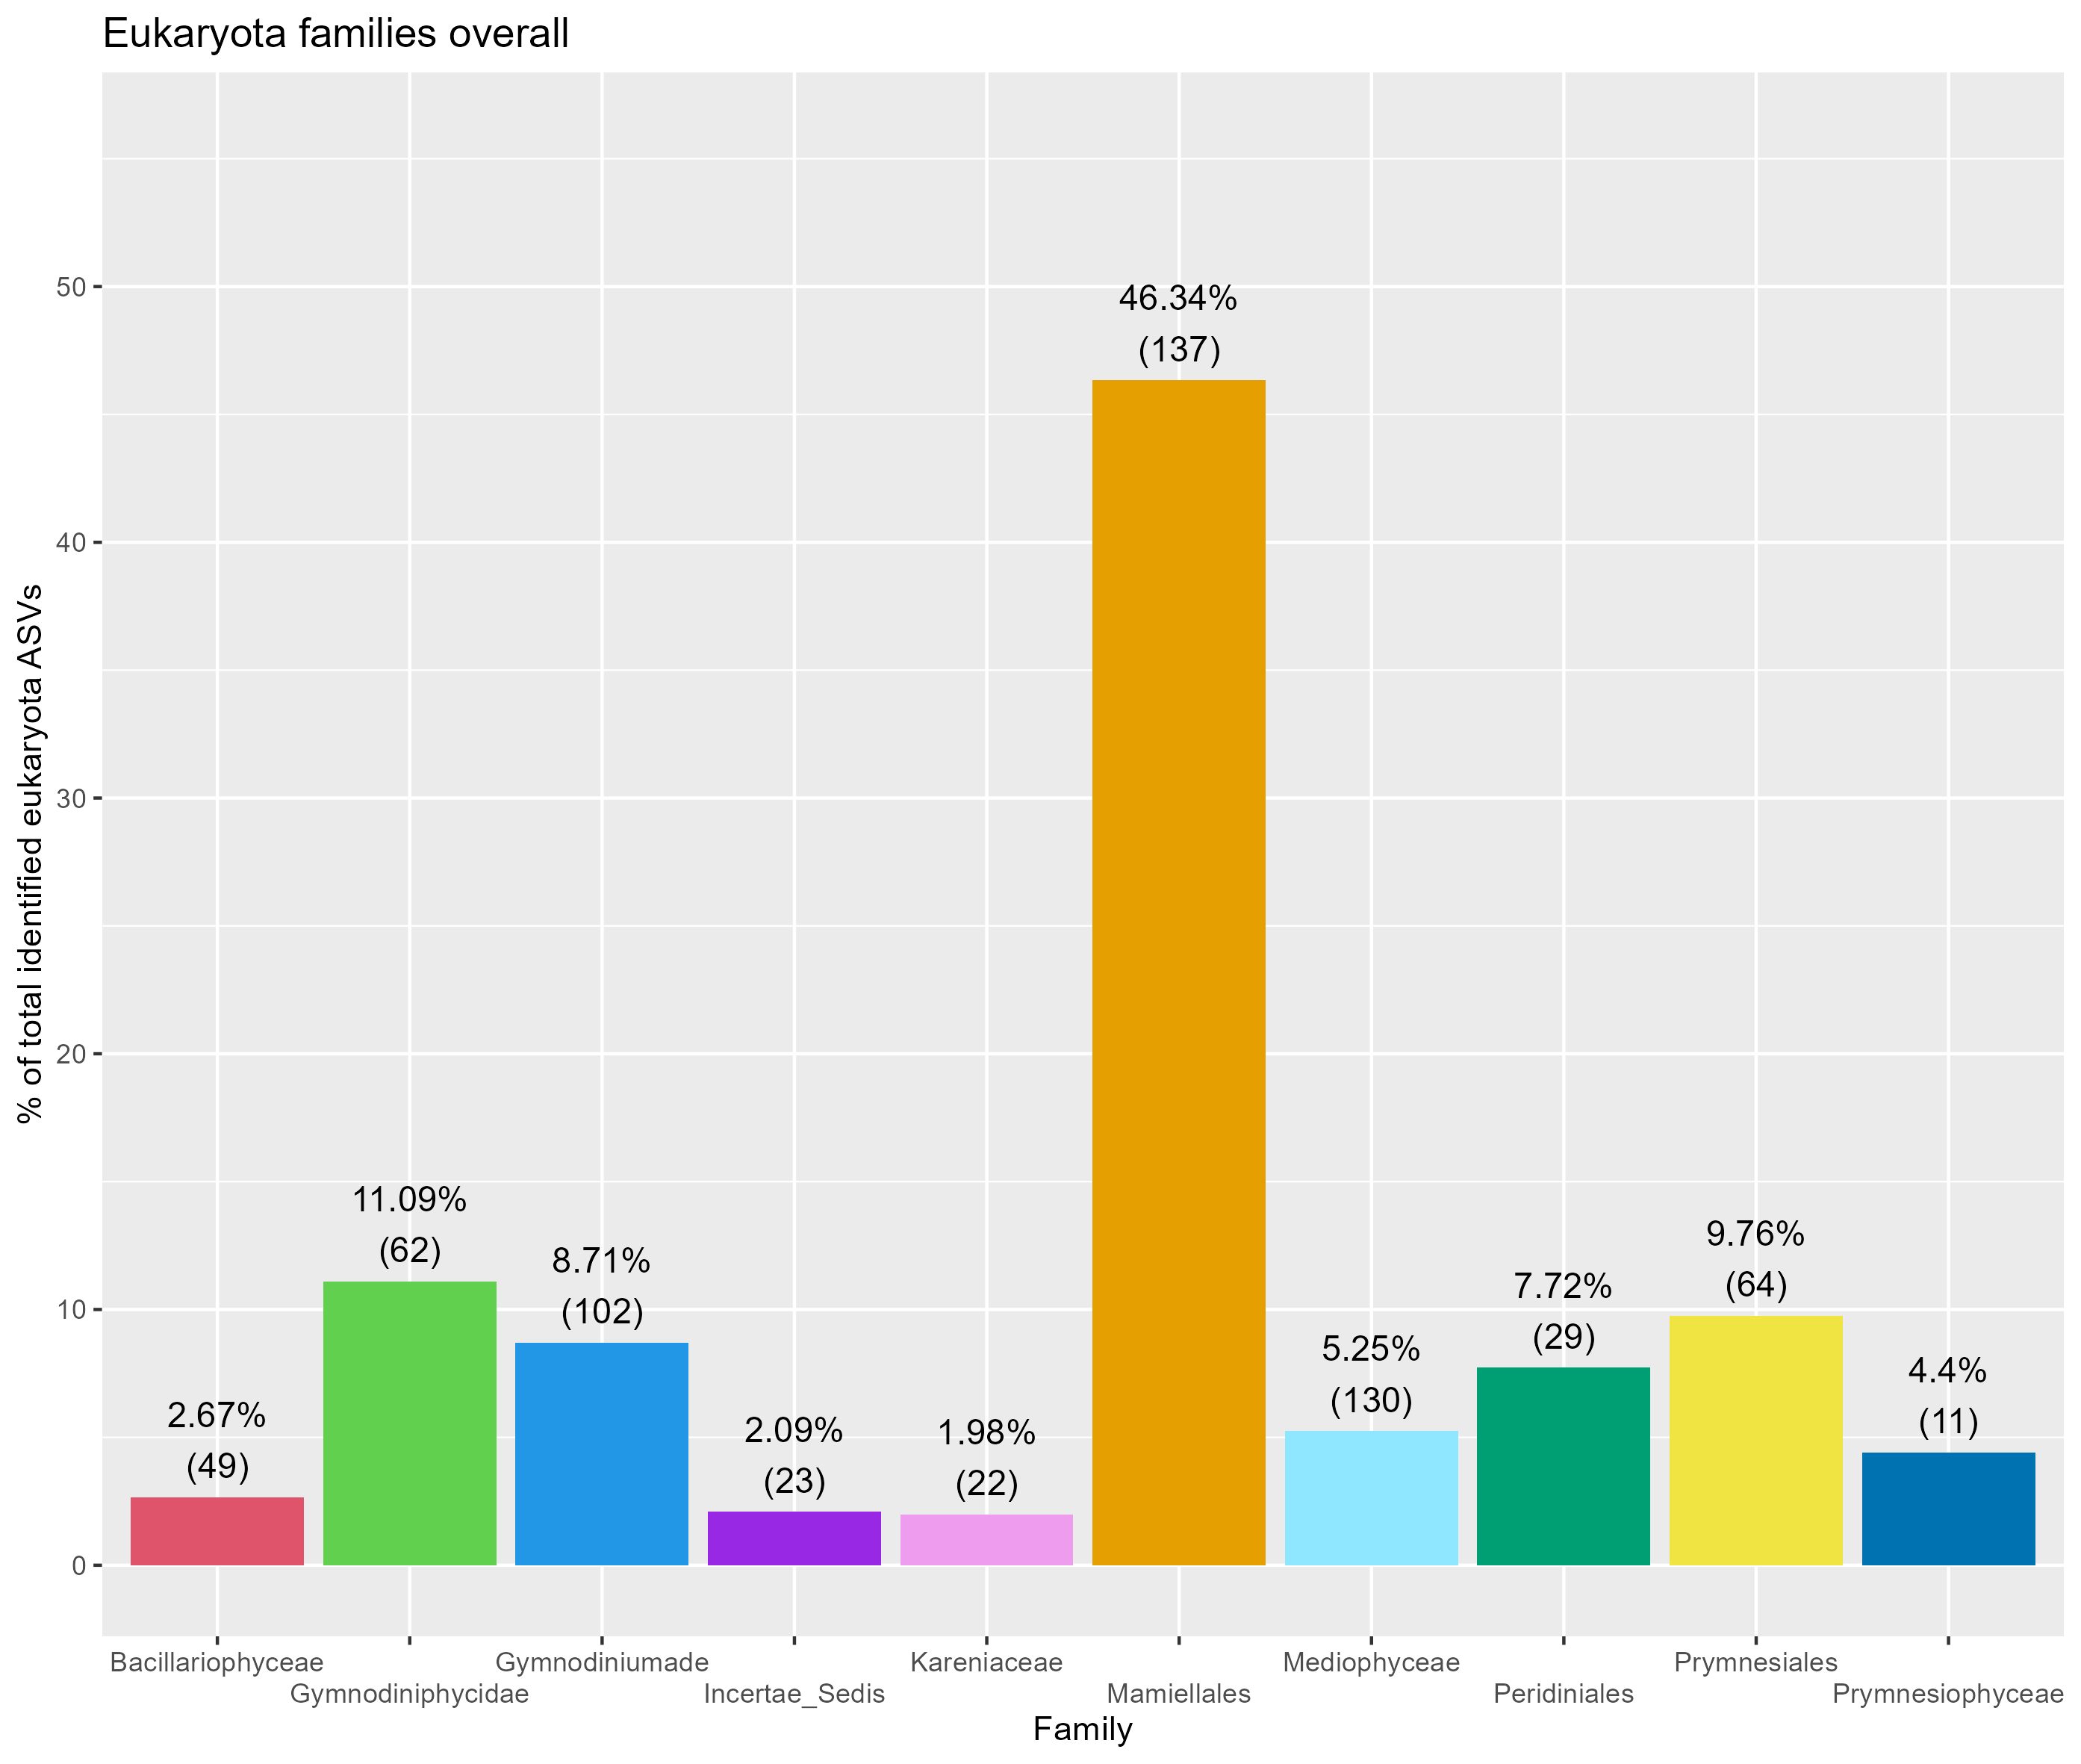 Eukaryota families overall
% of total identified eukaryota ASVs
50
40
30
20
10
0
2.67%
(49)
11.09%
(62)
8.71%
(102)
2.09%
(23)
1.98%
(22)
46.34%
(137)
5.25%
(130)
7.72%
(29)
9.76%
(64)
4.4%
(11)
Bacillariophyceae
Gymnodiniphycidae
Gymnodiniumade
Incertae_Sedis
Kareniaceae
Mamiellales
Mediophyceae
Peridiniales
Prymnesiales
Prymnesiophyceae
Family